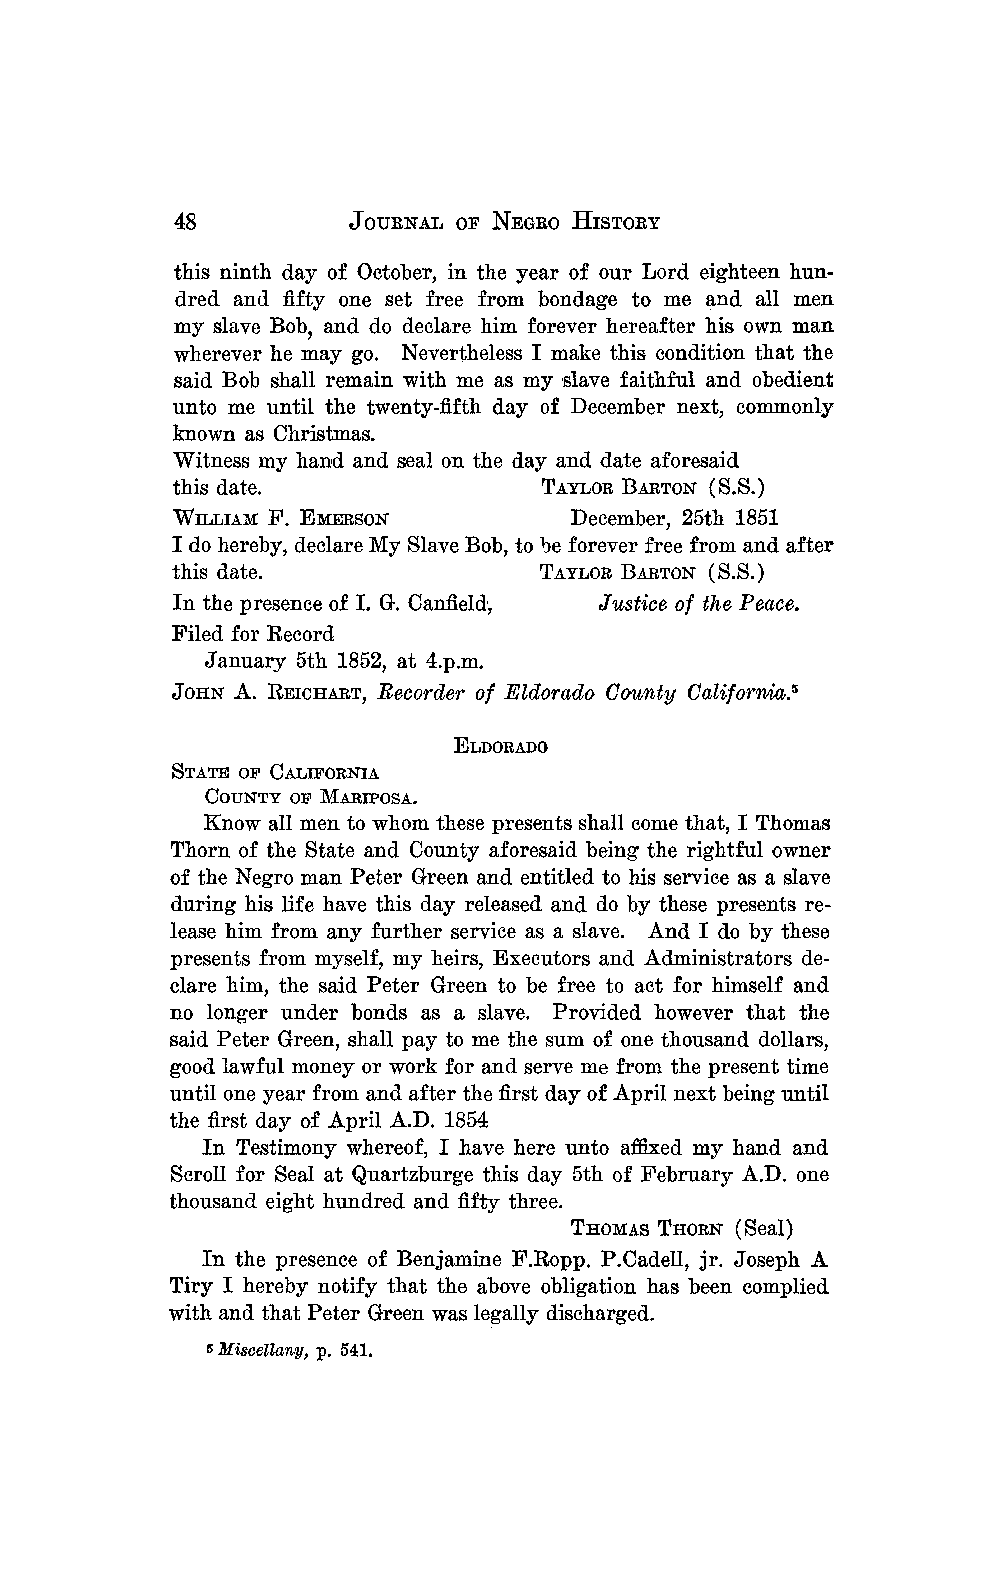 48 JOURNAL OF NEGRO HISTORY
this ninth day of October, in the year of our Lord eighteen hun-
dred and fifty one set free from bondage to me and all men
my slave Bob, and do declare him forever hereafter his own man
wherever he may go. Nevertheless I make this condition that the
said Bob shall remain with me as my slave faithful and obedient
unto me until the twenty-fifth day of December next, commonly
known as Christmas.
Witness my hand and seal on the day and date aforesaid
this date. TAYLOR BARTON (S.S.)
WILLIAM F. EMERSON December, 25th 1851
I do hereby, declare My Slave Bob, to be forever free from and after
this date. TAYLOR BARTON (S.S.)
In the presence of I. G. Canfield, Justice of the Peace.
Filed for Record
January 5th 1852, at 4.p.m.
JOHN A. REICHART, Recorder of Eldorado County California.⁵
ELDORADO
STATE OF CALIFORNIA
COUNTY OF MARIPOSA.
Know all men to whom these presents shall come that, I Thomas
Thorn of the State and County aforesaid being the rightful owner
of the Negro man Peter Green and entitled to his service as a slave
during his life have this day released and do by these presents re-
lease him from any further service as a slave. And I do by these
presents from myself, my heirs, Executors and Administrators de-
clare him, the said Peter Green to be free to act for himself and
no longer under bonds as a slave. Provided however that the
said Peter Green, shall pay to me the sum of one thousand dollars,
good lawful money or work for and serve me from the present time
until one year from and after the first day of April next being until
the first day of April A.D. 1854
In Testimony whereof, I have here unto affixed my hand and
Scroll for Seal at Quartzburge this day 5th of February A.D. one
thousand eight hundred and fifty three.
THOMAS THORN (Seal)
In the presence of Benjamine F.Ropp. P.Cadell, jr. Joseph A
Tiry I hereby notify that the above obligation has been complied
with and that Peter Green was legally discharged.
⁵ Miscellany, p. 541.